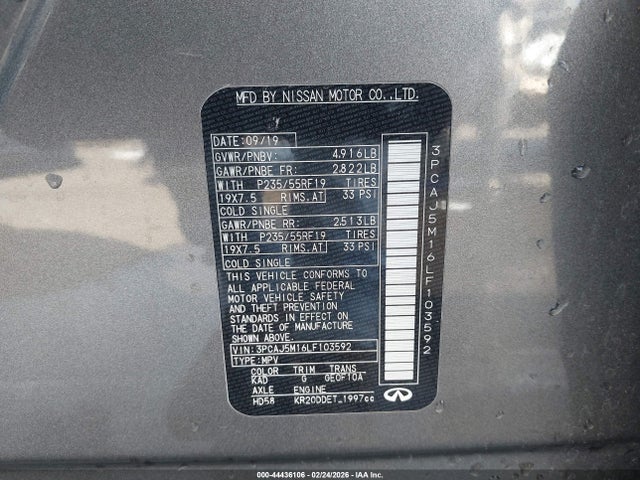 MFD BY NISSAN MOTOR CO.,LTD.
DATE: 09/19
GVWR/PNBV: 4,916LB
GAWR/PNBE FR: 2,822LB
WITH P235/55RF19 TIRES
19X7.5 RIMS.AT 33 PSI
COLD SINGLE
GAWR/PNBE RR: 2,513LB
WITH P235/55RF19 TIRES
19X7.5 RIMS.AT 33 PSI
COLD SINGLE
THIS VEHICLE CONFORMS TO
ALL APPLICABLE FEDERAL
MOTOR VEHICLE SAFETY
AND THEFT PREVENTION
STANDARDS IN EFFECT ON
THE DATE OF MANUFACTURE
SHOWN ABOVE.
VIN: 3PCAJ5M16LF103592
TYPE: MPV
COLOR TRIM TRANS
KAD G GEOF10A
AXLE ENGINE
HD58 KR20DDET_1997cc
3PCAJ5M16LF103592
000-44436106 - 02/24/2026 - IAA Inc.